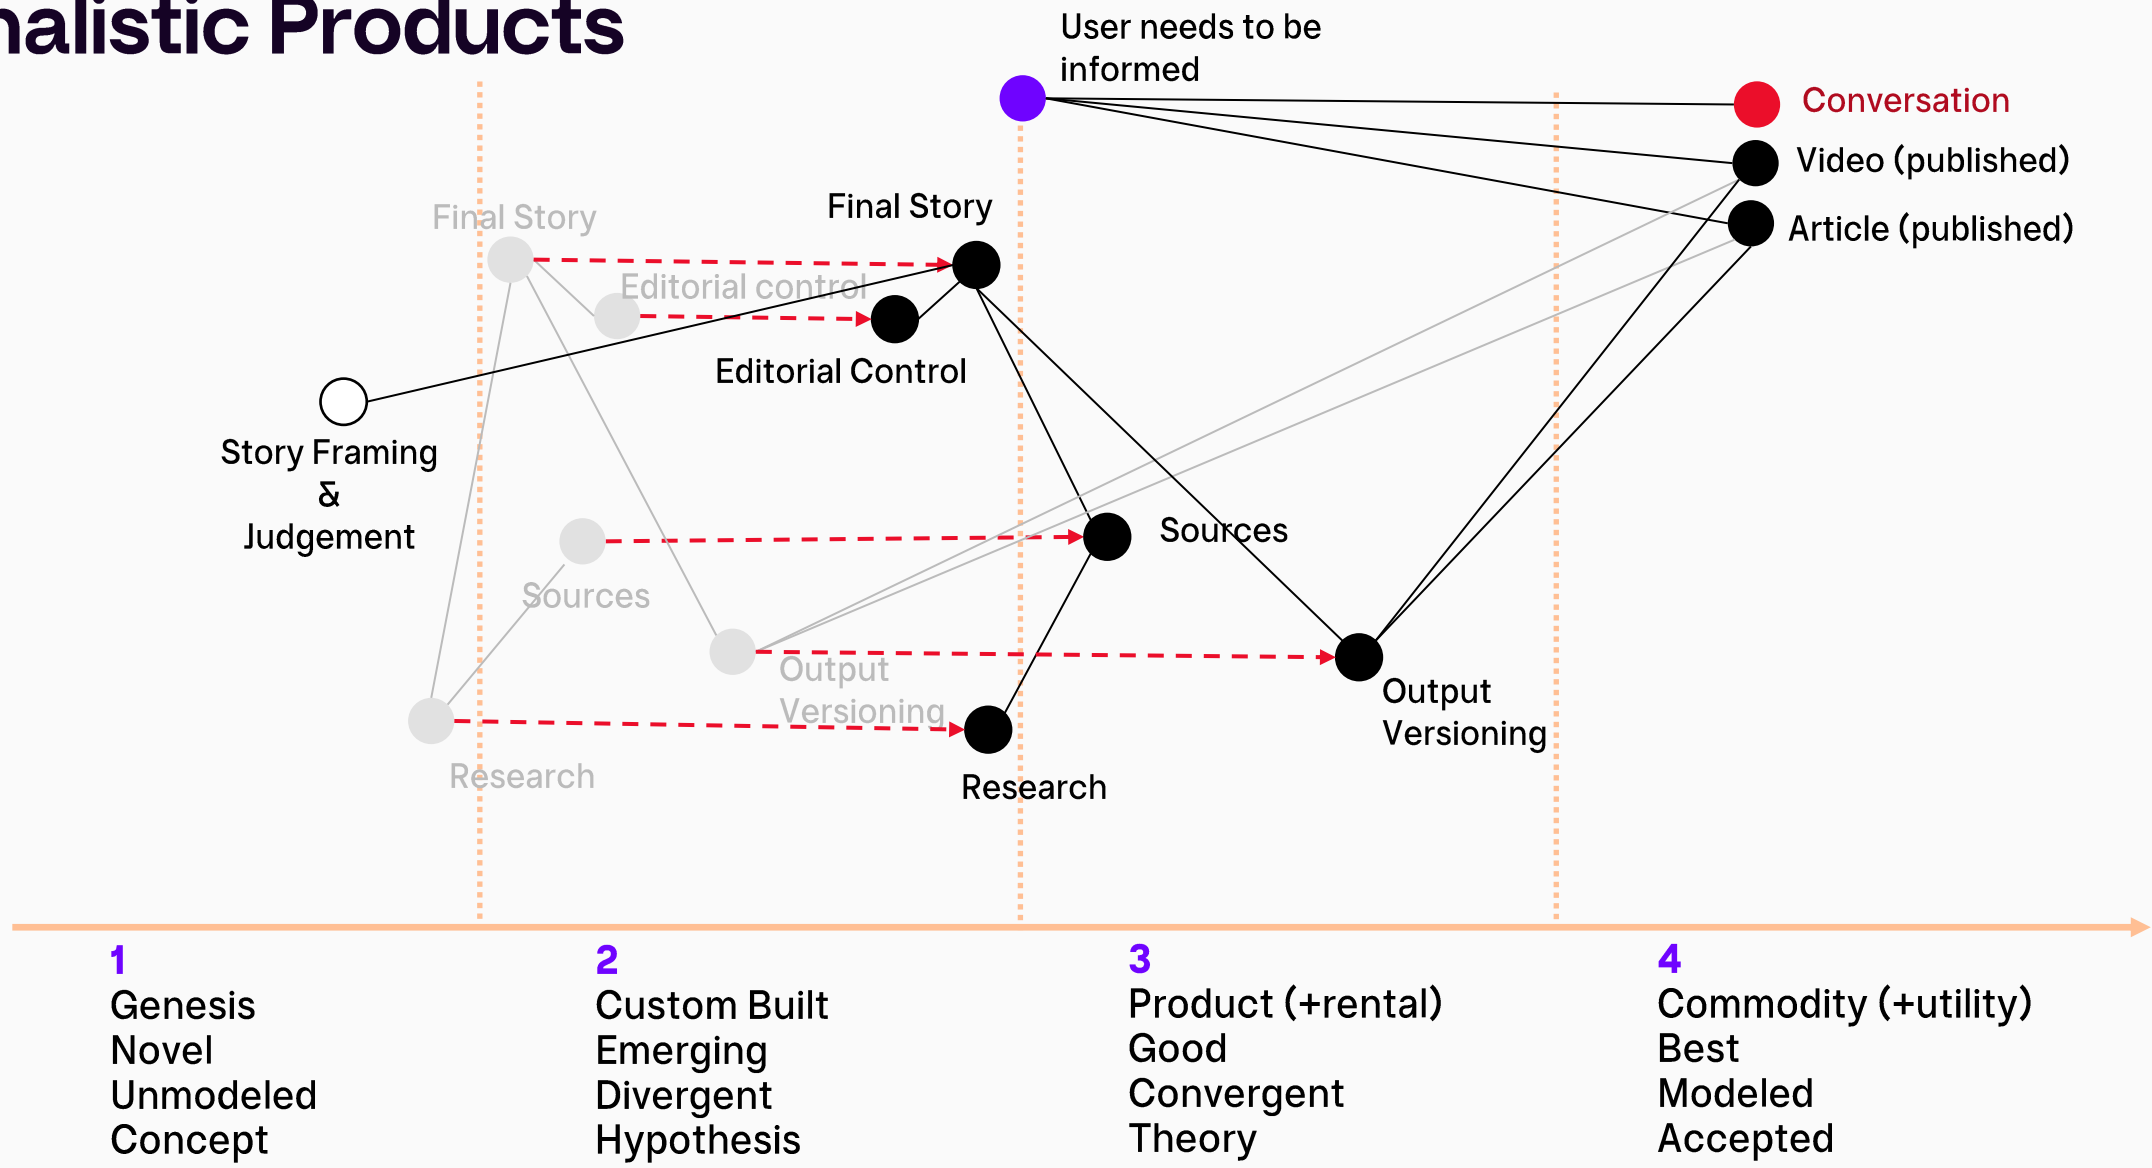 nalistic Products
User needs to be
informed
Conversation
Video (published)
Article (published)
Final Story
Final Story
Editorial control
Editorial Control
Story Framing
&
Judgement
Sources
Sources
Output
Versioning
Output
Versioning
Research
Research
1
Genesis
Novel
Unmodeled
Concept
2
Custom Built
Emerging
Divergent
Hypothesis
3
Product (+rental)
Good
Convergent
Theory
4
Commodity (+utility)
Best
Modeled
Accepted